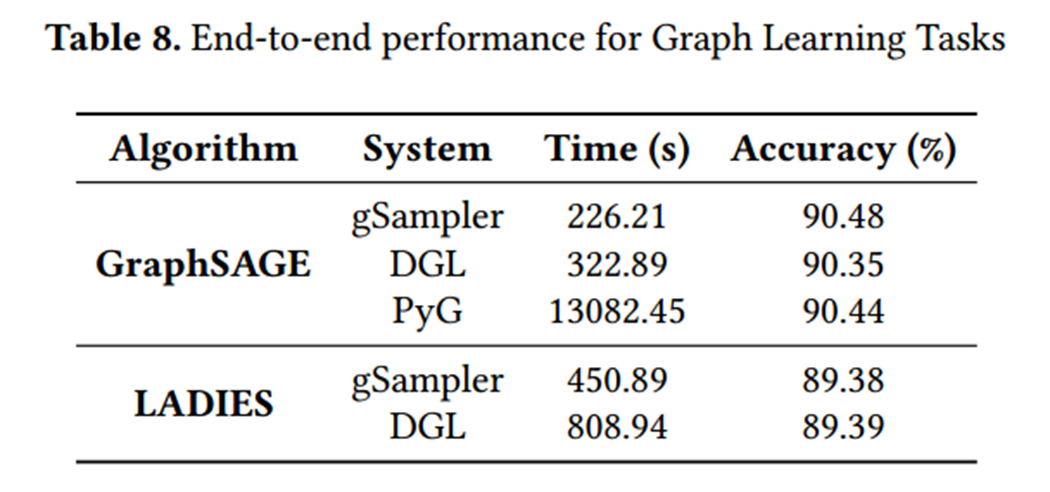 Table 8. End-to-end performance for Graph Learning Tasks
Algorithm System Time (s) Accuracy (%)
gSampler 226.21 90.48
GraphSAGE DGL 322.89 90.35
PyG 13082.45 90.44
gSampler 450.89 89.38
LADIES
DGL 808.94 89.39